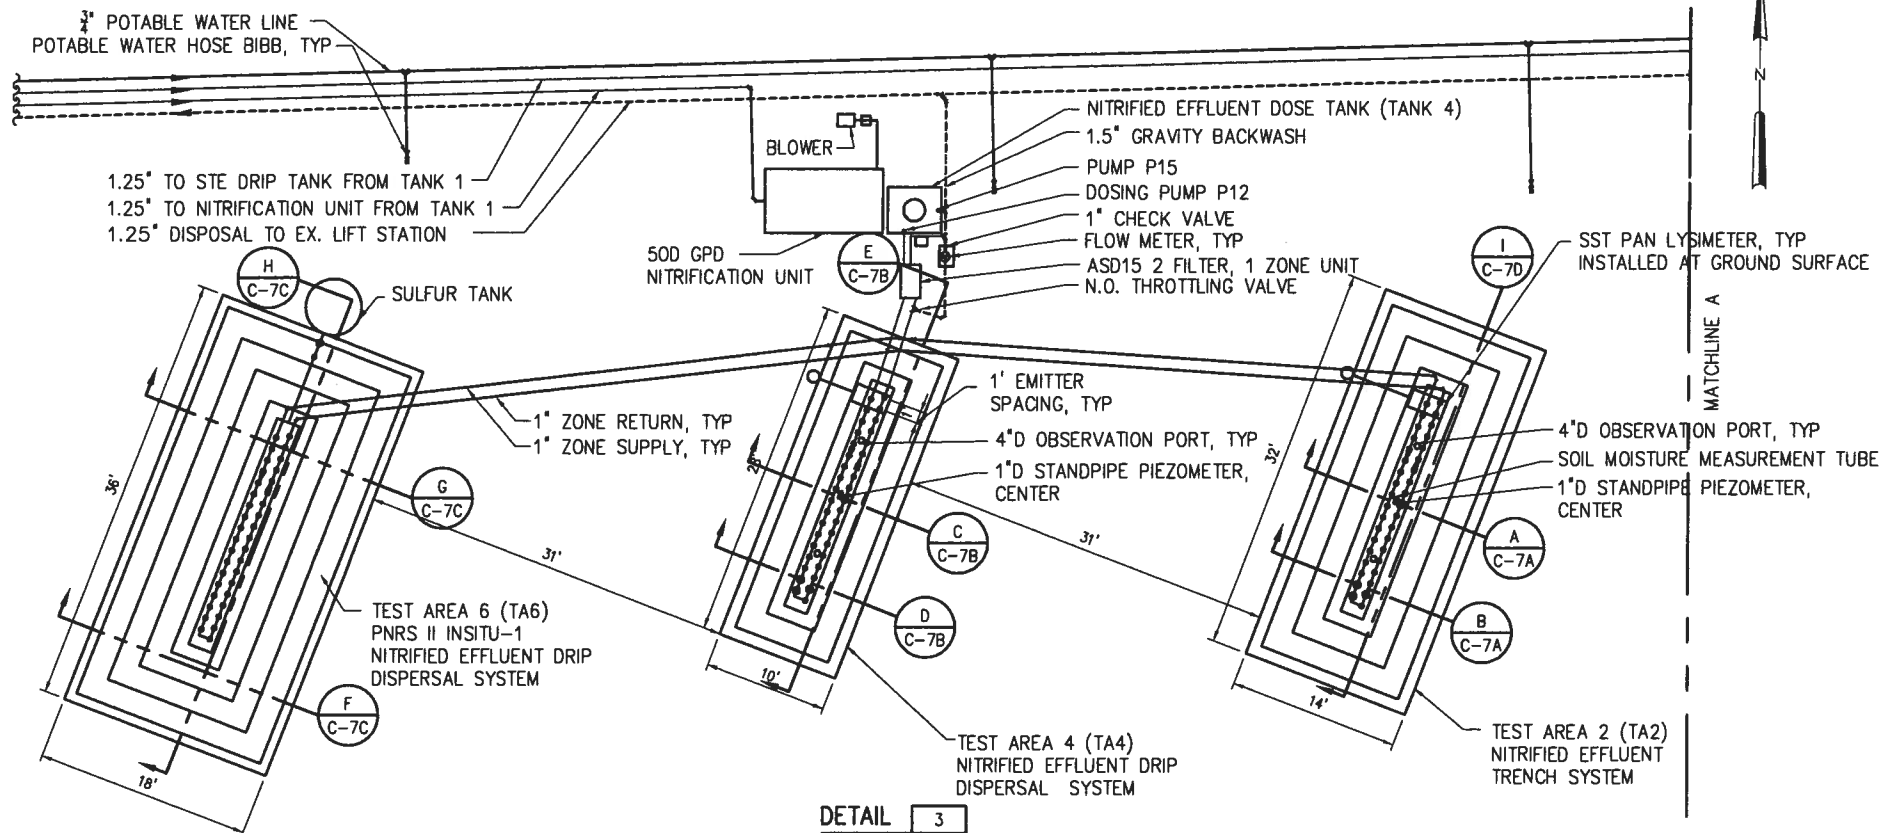 3/4" POTABLE WATER LINE
POTABLE WATER HOSE BIBB, TYP
N
NITRIFIED EFFLUENT DOSE TANK (TANK 4)
1.5" GRAVITY BACKWASH
BLOWER
PUMP P15
DOSING PUMP P12
1" CHECK VALVE
FLOW METER, TYP
ASD15 2 FILTER, 1 ZONE UNIT
N.O. THROTTLING VALVE
1.25" TO STE DRIP TANK FROM TANK 1
1.25" TO NITRIFICATION UNIT FROM TANK 1
1.25" DISPOSAL TO EX. LIFT STATION
50D GPD
NITRIFICATION UNIT
E
C-7B
I
C-7D
SST PAN LYSIMETER, TYP
INSTALLED AT GROUND SURFACE
H
C-7C
SULFUR TANK
MATCHLINE A
1" ZONE RETURN, TYP
1" ZONE SUPPLY, TYP
1' EMITTER
SPACING, TYP
1'
4"D OBSERVATION PORT, TYP
1"D STANDPIPE PIEZOMETER,
CENTER
4"D OBSERVATION PORT, TYP
SOIL MOISTURE MEASUREMENT TUBE
1"D STANDPIPE PIEZOMETER,
CENTER
36'
28'
32'
G
C-7C
31'
C
C-7B
31'
A
C-7A
TEST AREA 6 (TA6)
PNRS II INSITU-1
NITRIFIED EFFLUENT DRIP
DISPERSAL SYSTEM
D
C-7B
B
C-7A
F
C-7C
10'
14'
18'
TEST AREA 4 (TA4)
NITRIFIED EFFLUENT DRIP
DISPERSAL SYSTEM
TEST AREA 2 (TA2)
NITRIFIED EFFLUENT
TRENCH SYSTEM
DETAIL 3